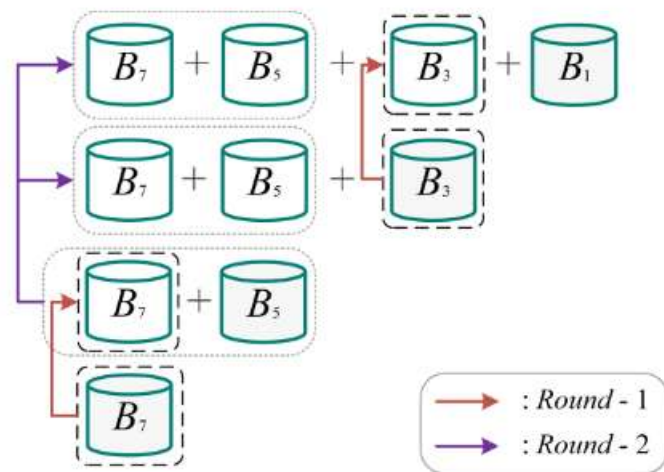 B₇ + B₅ + B₃ + B₁
B₇ + B₅ + B₃
B₇ + B₅
B₇
: Round - 1
: Round - 2